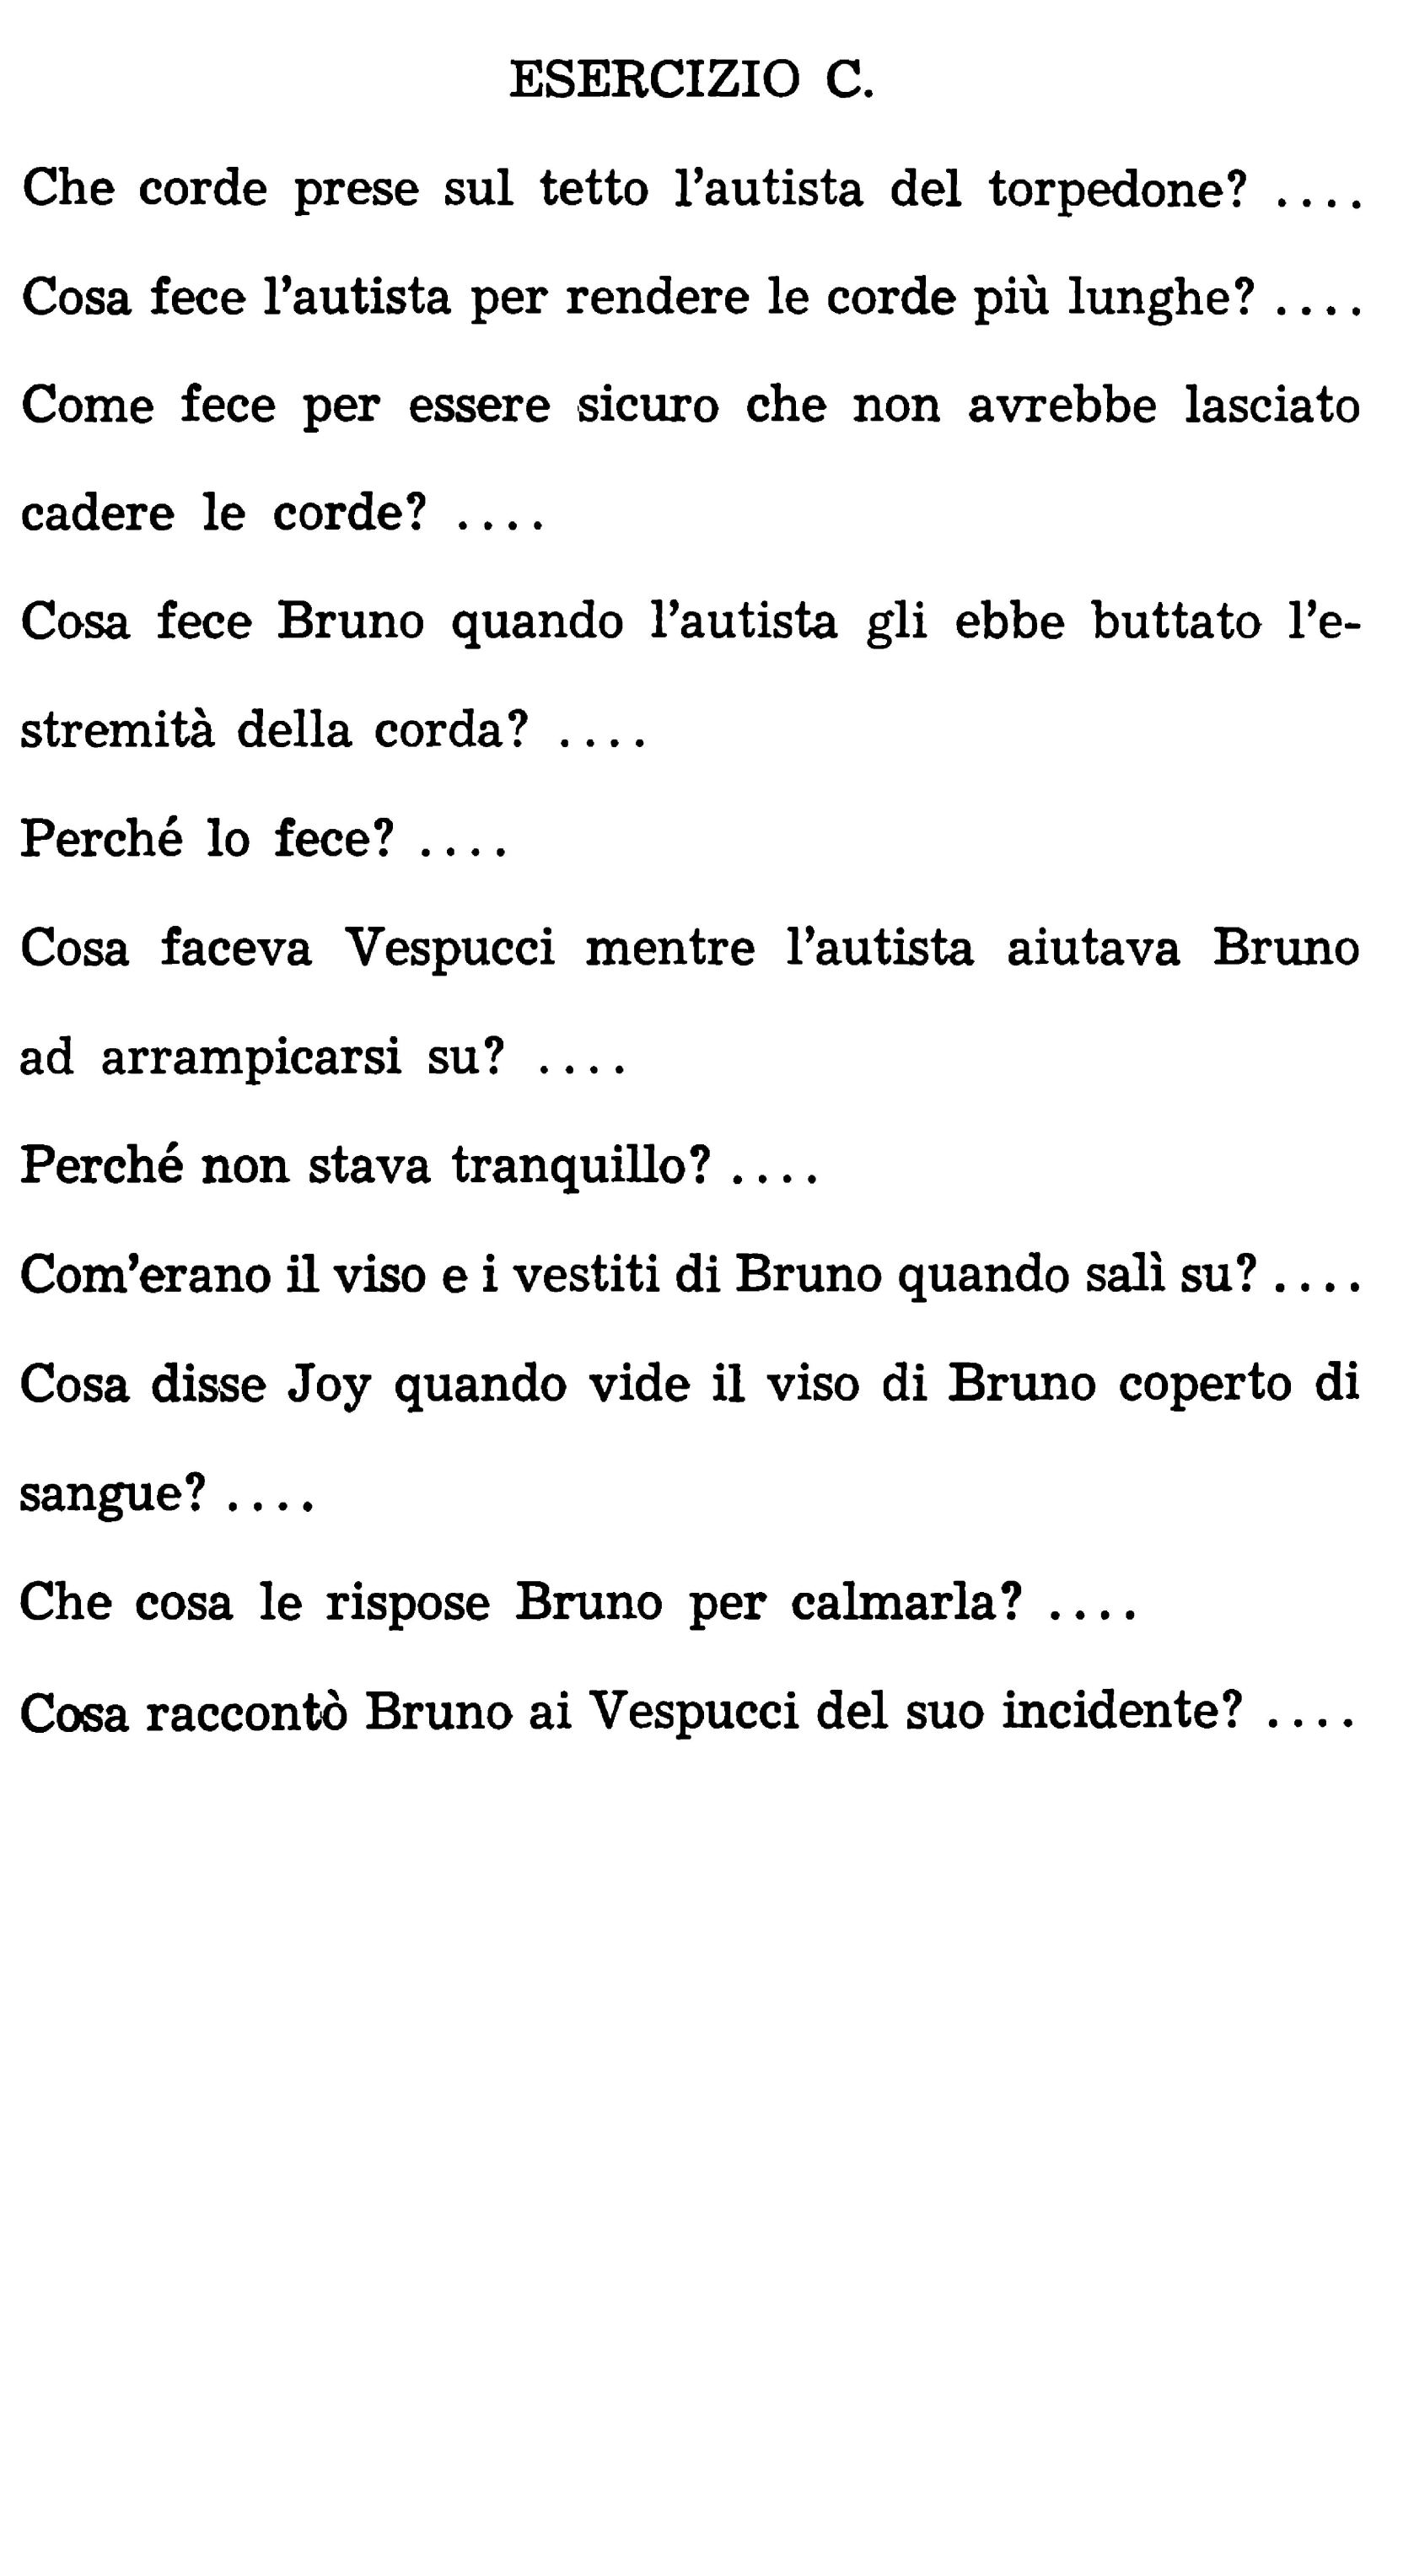 ESERCIZIO C.
Che corde prese sul tetto l'autista del torpedone? ....
Cosa fece l'autista per rendere le corde più lunghe? ....
Come fece per essere sicuro che non avrebbe lasciato
cadere le corde? ....
Cosa fece Bruno quando l'autista gli ebbe buttato l'e-
stremità della corda? ....
Perché lo fece? ....
Cosa faceva Vespucci mentre l'autista aiutava Bruno
ad arrampicarsi su? ....
Perché non stava tranquillo? ....
Com'erano il viso e i vestiti di Bruno quando salì su? ....
Cosa disse Joy quando vide il viso di Bruno coperto di
sangue? ....
Che cosa le rispose Bruno per calmarla? ....
Cosa raccontò Bruno ai Vespucci del suo incidente? ....